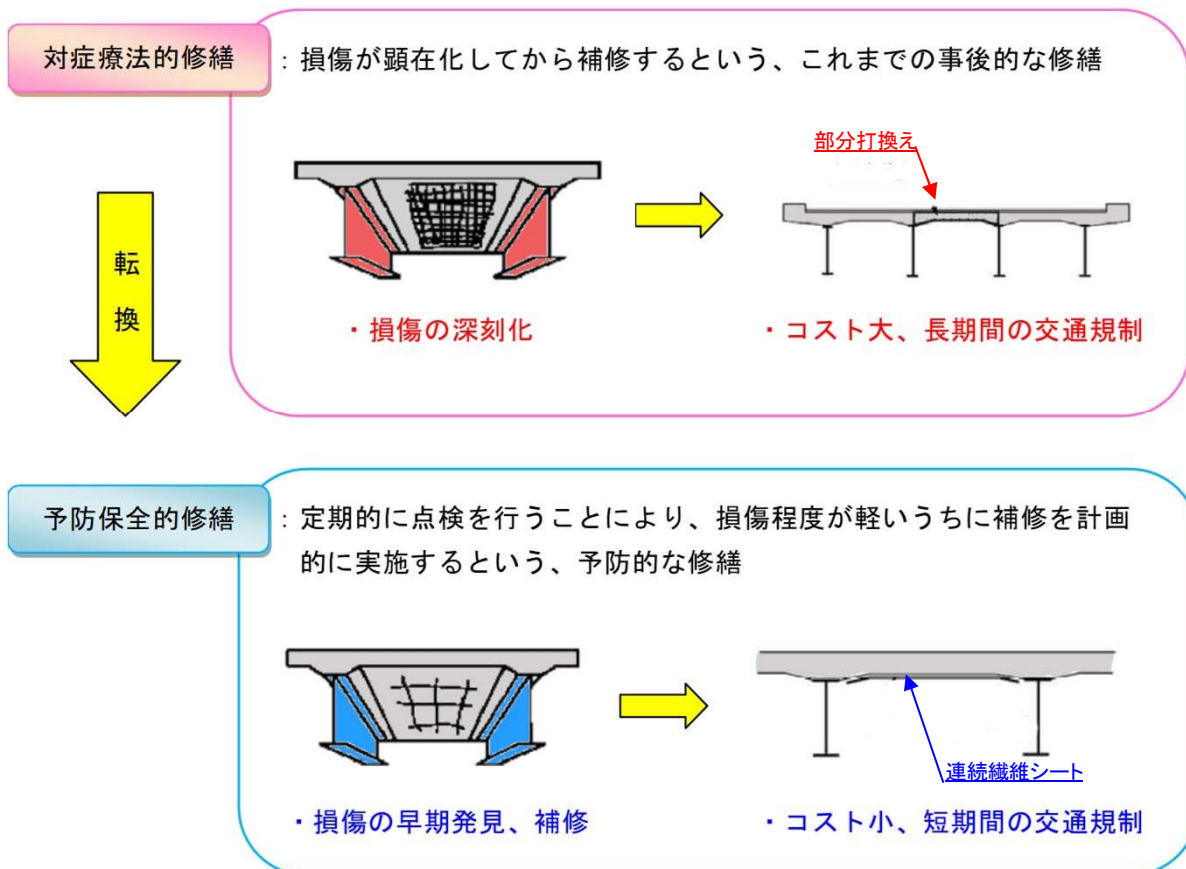 対症療法的修繕
：損傷が顕在化してから補修するという、これまでの事後的な修繕
部分打換え
・損傷の深刻化
・コスト大、長期間の交通規制
転
換
予防保全的修繕
：定期的に点検を行うことにより、損傷程度が軽いうちに補修を計画
的に実施するという、予防的な修繕
連続繊維シート
・損傷の早期発見、補修
・コスト小、短期間の交通規制